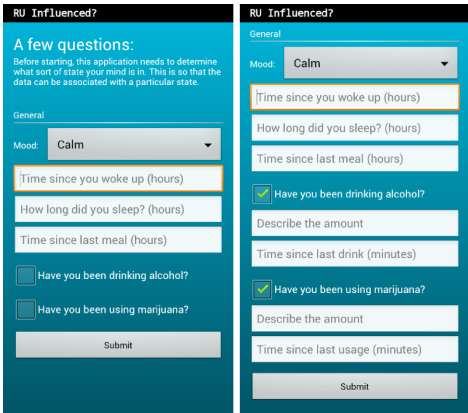 RU Influenced?
A few questions:
Before starting, this application needs to determine
what sort of state your mind is in. This is so that the
data can be associated with a particular state.
General
Mood: Calm
Time since you woke up (hours)
How long did you sleep? (hours)
Time since last meal (hours)
Have you been drinking alcohol?
Have you been using marijuana?
Submit
RU Influenced?
General
Mood: Calm
Time since you woke up (hours)
How long did you sleep? (hours)
Time since last meal (hours)
Have you been drinking alcohol?
Describe the amount
Time since last drink (minutes)
Have you been using marijuana?
Describe the amount
Time since last usage (minutes)
Submit